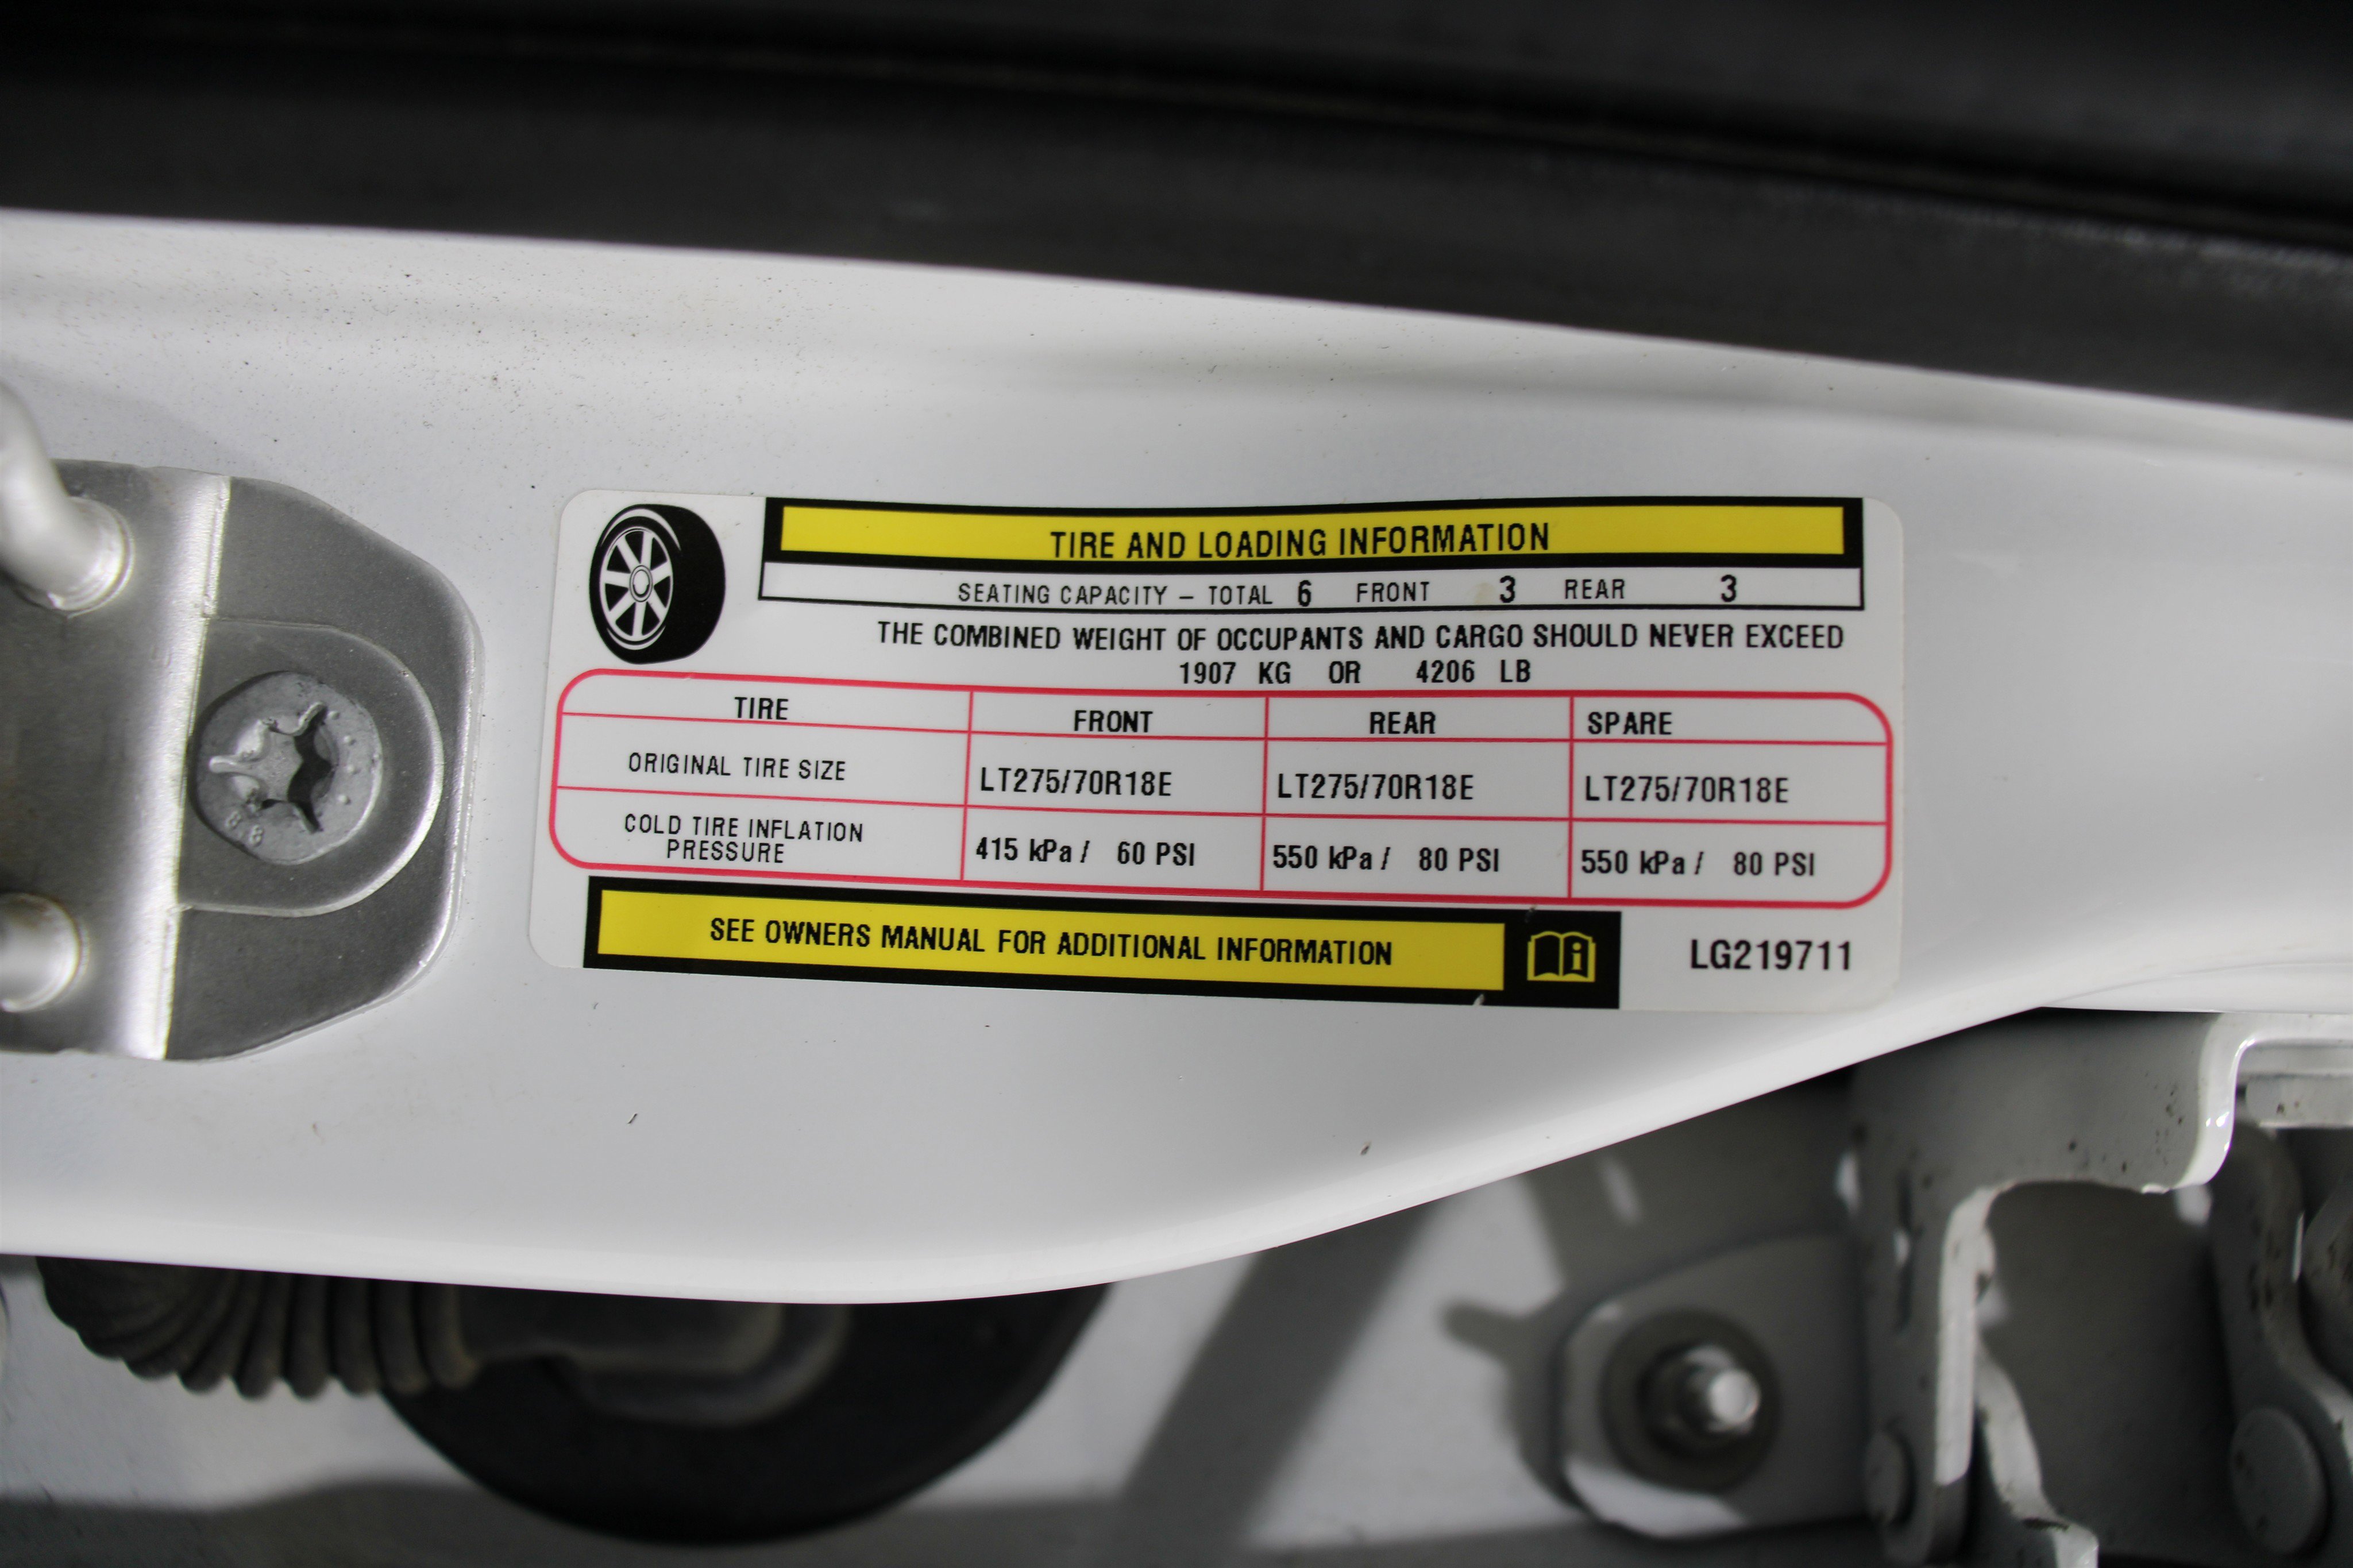 TIRE AND LOADING INFORMATION
SEATING CAPACITY – TOTAL 6 FRONT 3 REAR 3
THE COMBINED WEIGHT OF OCCUPANTS AND CARGO SHOULD NEVER EXCEED
1907 KG OR 4206 LB
TIRE FRONT REAR SPARE
ORIGINAL TIRE SIZE LT275/70R18E LT275/70R18E LT275/70R18E
COLD TIRE INFLATION
PRESSURE 415 kPa / 60 PSI 550 kPa / 80 PSI 550 kPa / 80 PSI
SEE OWNERS MANUAL FOR ADDITIONAL INFORMATION
LG219711
8 8